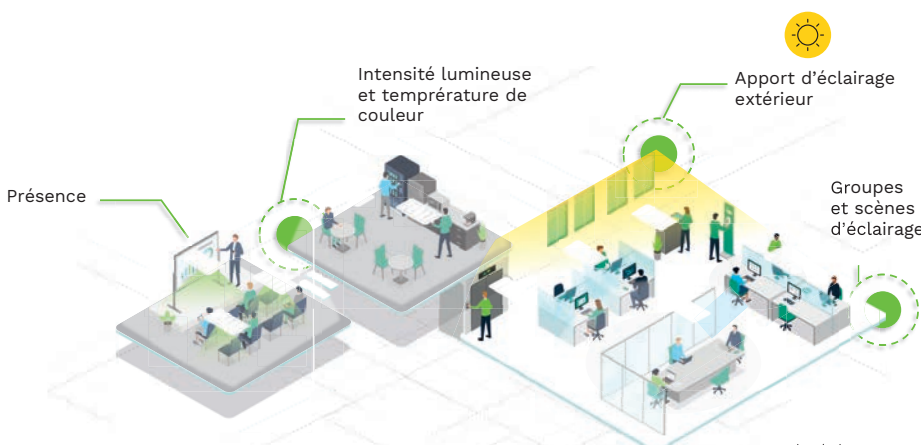 Intensité lumineuse
et temprérature de
couleur
Apport d’éclairage
extérieur
Présence
Groupes
et scènes
d’éclairage